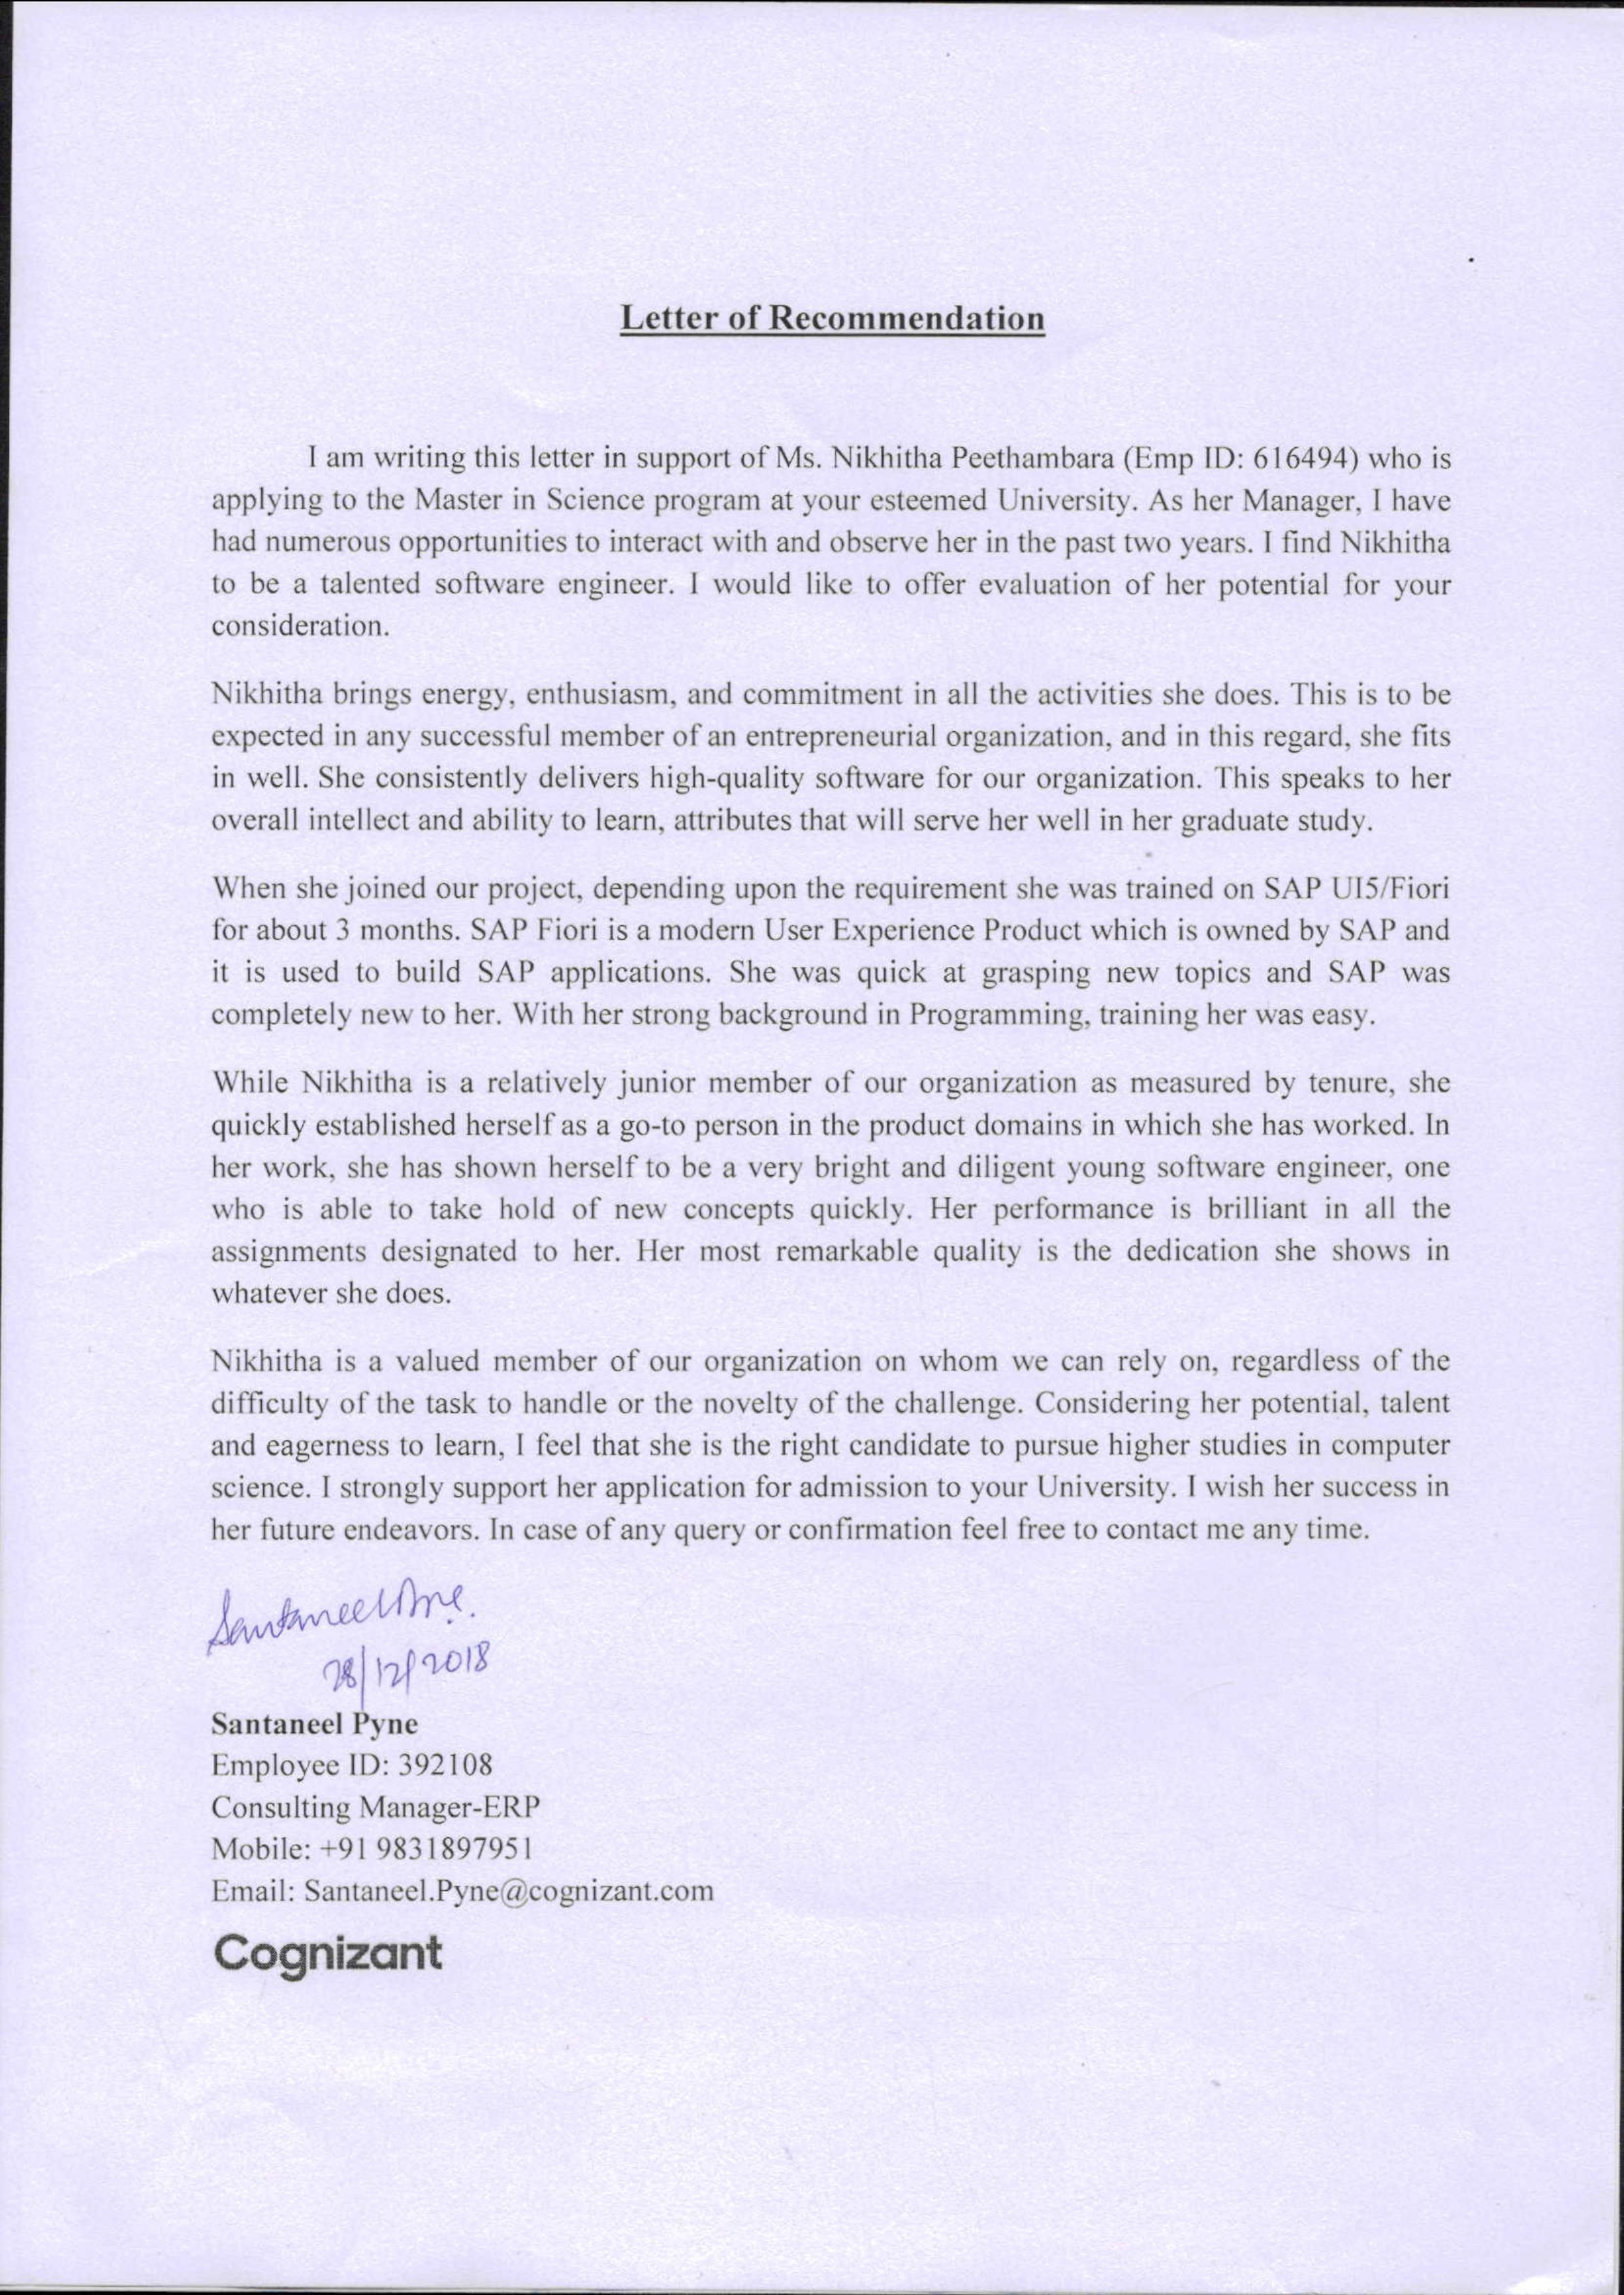 Letter of Recommendation
I am writing this letter in support of Ms. Nikhitha Peethambara (Emp ID: 616494) who is
applying to the Master in Science program at your esteemed University. As her Manager, I have
had numerous opportunities to interact with and observe her in the past two years. I find Nikhitha
to be a talented software engineer. I would like to offer evaluation of her potential for your
consideration.
Nikhitha brings energy, enthusiasm, and commitment in all the activities she does. This is to be
expected in any successful member of an entrepreneurial organization, and in this regard, she fits
in well. She consistently delivers high-quality software for our organization. This speaks to her
overall intellect and ability to learn, attributes that will serve her well in her graduate study.
When she joined our project, depending upon the requirement she was trained on SAP UI5/Fiori
for about 3 months. SAP Fiori is a modern User Experience Product which is owned by SAP and
it is used to build SAP applications. She was quick at grasping new topics and SAP was
completely new to her. With her strong background in Programming, training her was easy.
While Nikhitha is a relatively junior member of our organization as measured by tenure, she
quickly established herself as a go-to person in the product domains in which she has worked. In
her work, she has shown herself to be a very bright and diligent young software engineer, one
who is able to take hold of new concepts quickly. Her performance is brilliant in all the
assignments designated to her. Her most remarkable quality is the dedication she shows in
whatever she does.
Nikhitha is a valued member of our organization on whom we can rely on, regardless of the
difficulty of the task to handle or the novelty of the challenge. Considering her potential, talent
and eagerness to learn, I feel that she is the right candidate to pursue higher studies in computer
science. I strongly support her application for admission to your University. I wish her success in
her future endeavors. In case of any query or confirmation feel free to contact me any time.
Santaneel Pyne.
28/12/2018
Santaneel Pyne
Employee ID: 392108
Consulting Manager-ERP
Mobile: +91 9831897951
Email: Santaneel.Pyne@cognizant.com
Cognizant